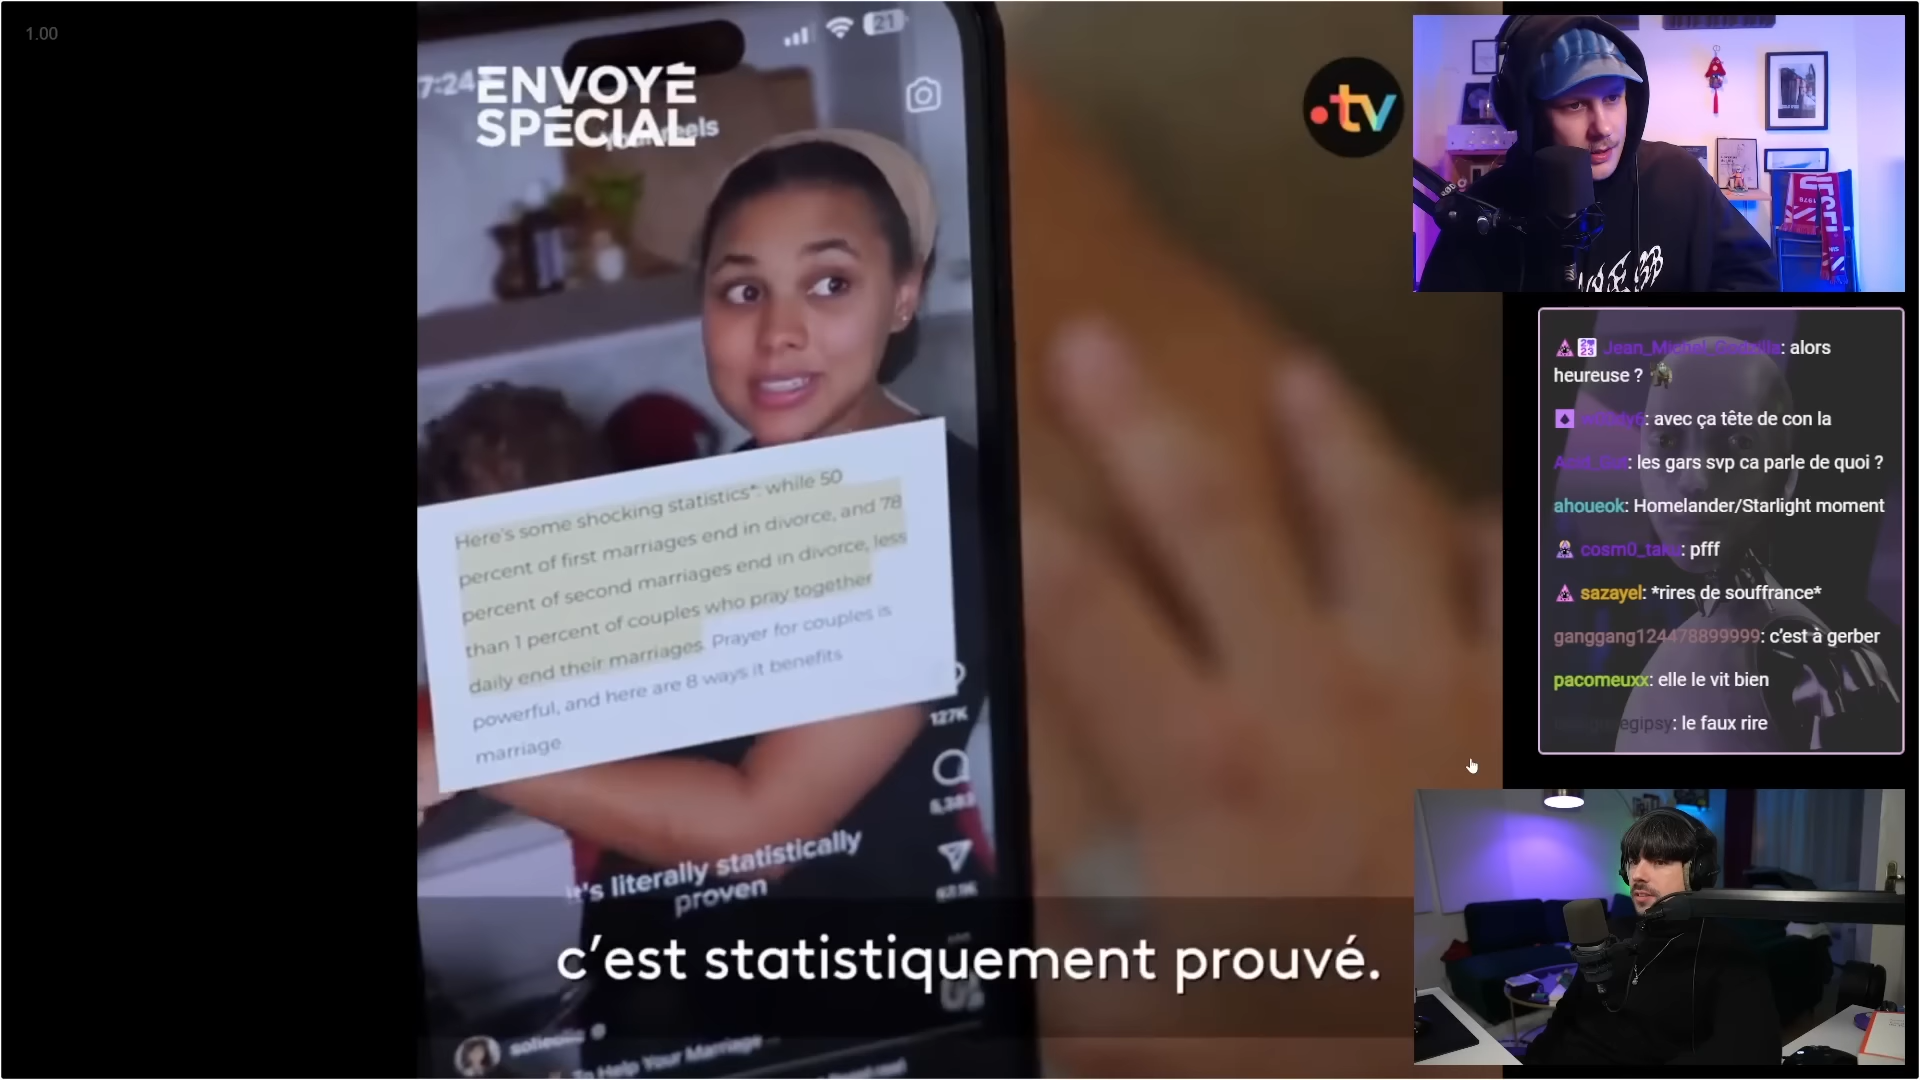 1.00
7:24
21
ENVOYÉ
SPÉCIAL
tv
Here's some shocking statistics*: while 50
percent of first marriages end in divorce, and 78
percent of second marriages end in divorce, less
than 1 percent of couples who pray together
daily end their marriages. Prayer for couples is
powerful, and here are 8 ways it benefits
marriage
127K
It's literally statistically
proven
c'est statistiquement prouvé.
To Help Your Marriage
: alors
heureuse ?
: avec ça tête de con la
: les gars svp ca parle de quoi ?
ahoueok: Homelander/Starlight moment
: pfff
sazayel: *rires de souffrance*
ganggang124478899999: c'est à gerber
pacomeuxx: elle le vit bien
: le faux rire